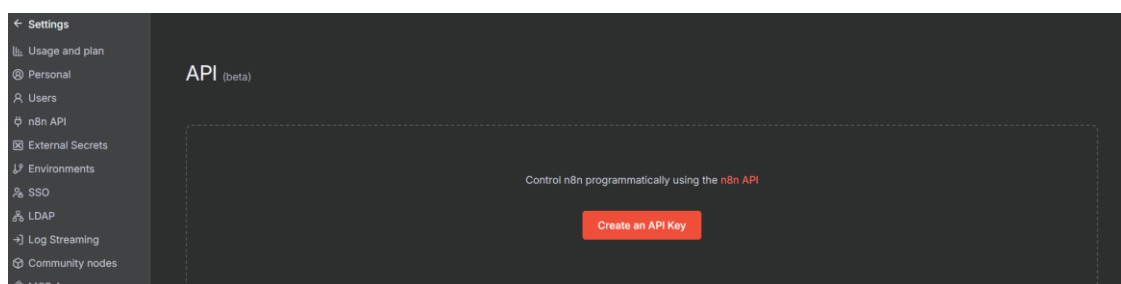 ← Settings
Usage and plan
Personal
Users
n8n API
External Secrets
Environments
SSO
LDAP
Log Streaming
Community nodes
API (beta)
Control n8n programmatically using the n8n API
Create an API Key